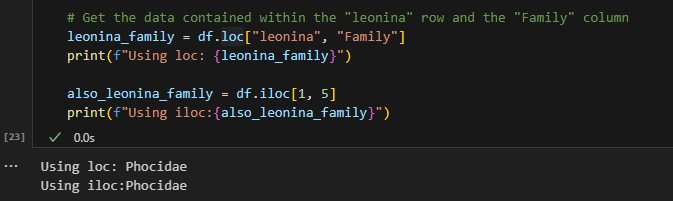 # Get the data contained within the "leonina" row and the "Family" column
leonina_family = df.loc["leonina", "Family"]
print(f"Using loc: {leonina_family}")
also_leonina_family = df.iloc[1, 5]
print(f"Using iloc:{also_leonina_family}")
[23] ✓ 0.0s
... Using loc: Phocidae
Using iloc:Phocidae